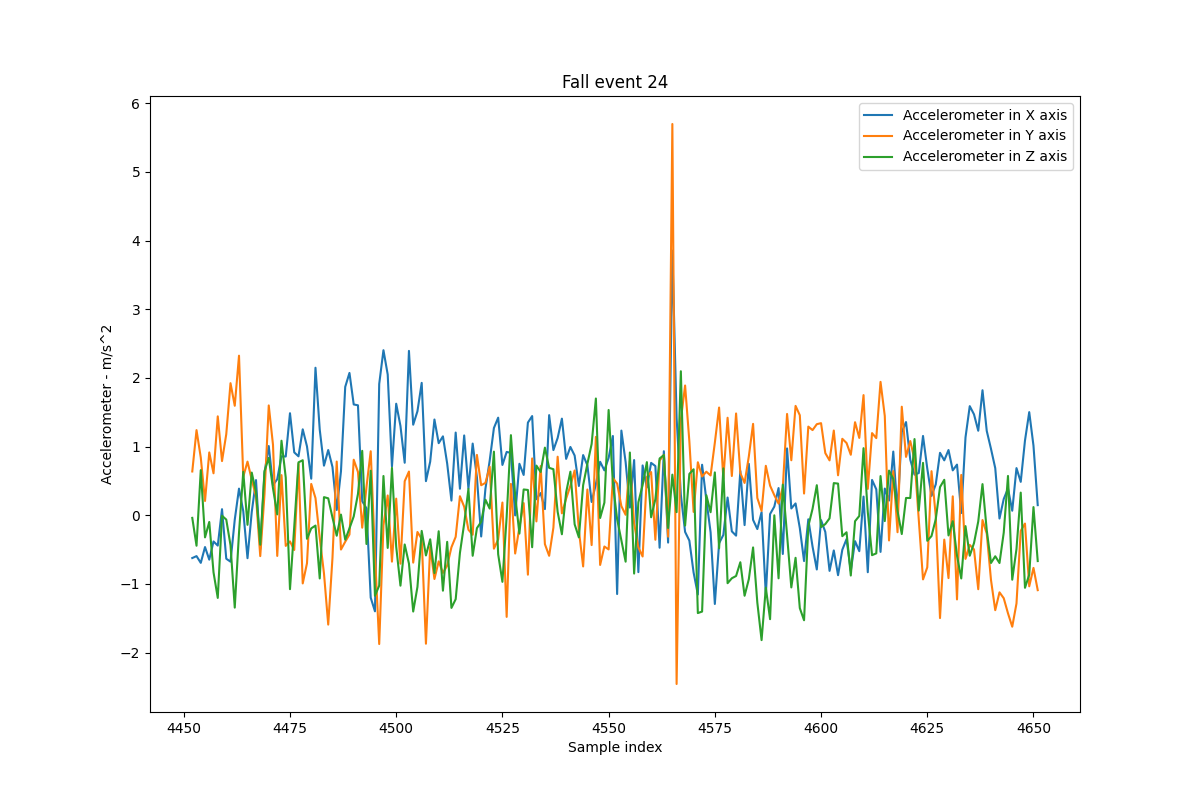 Fall event 24
Accelerometer in X axis
Accelerometer in Y axis
Accelerometer in Z axis
6
5
4
3
2
1
0
−1
−2
Accelerometer - m/s^2
4450 4475 4500 4525 4550 4575 4600 4625 4650
Sample index